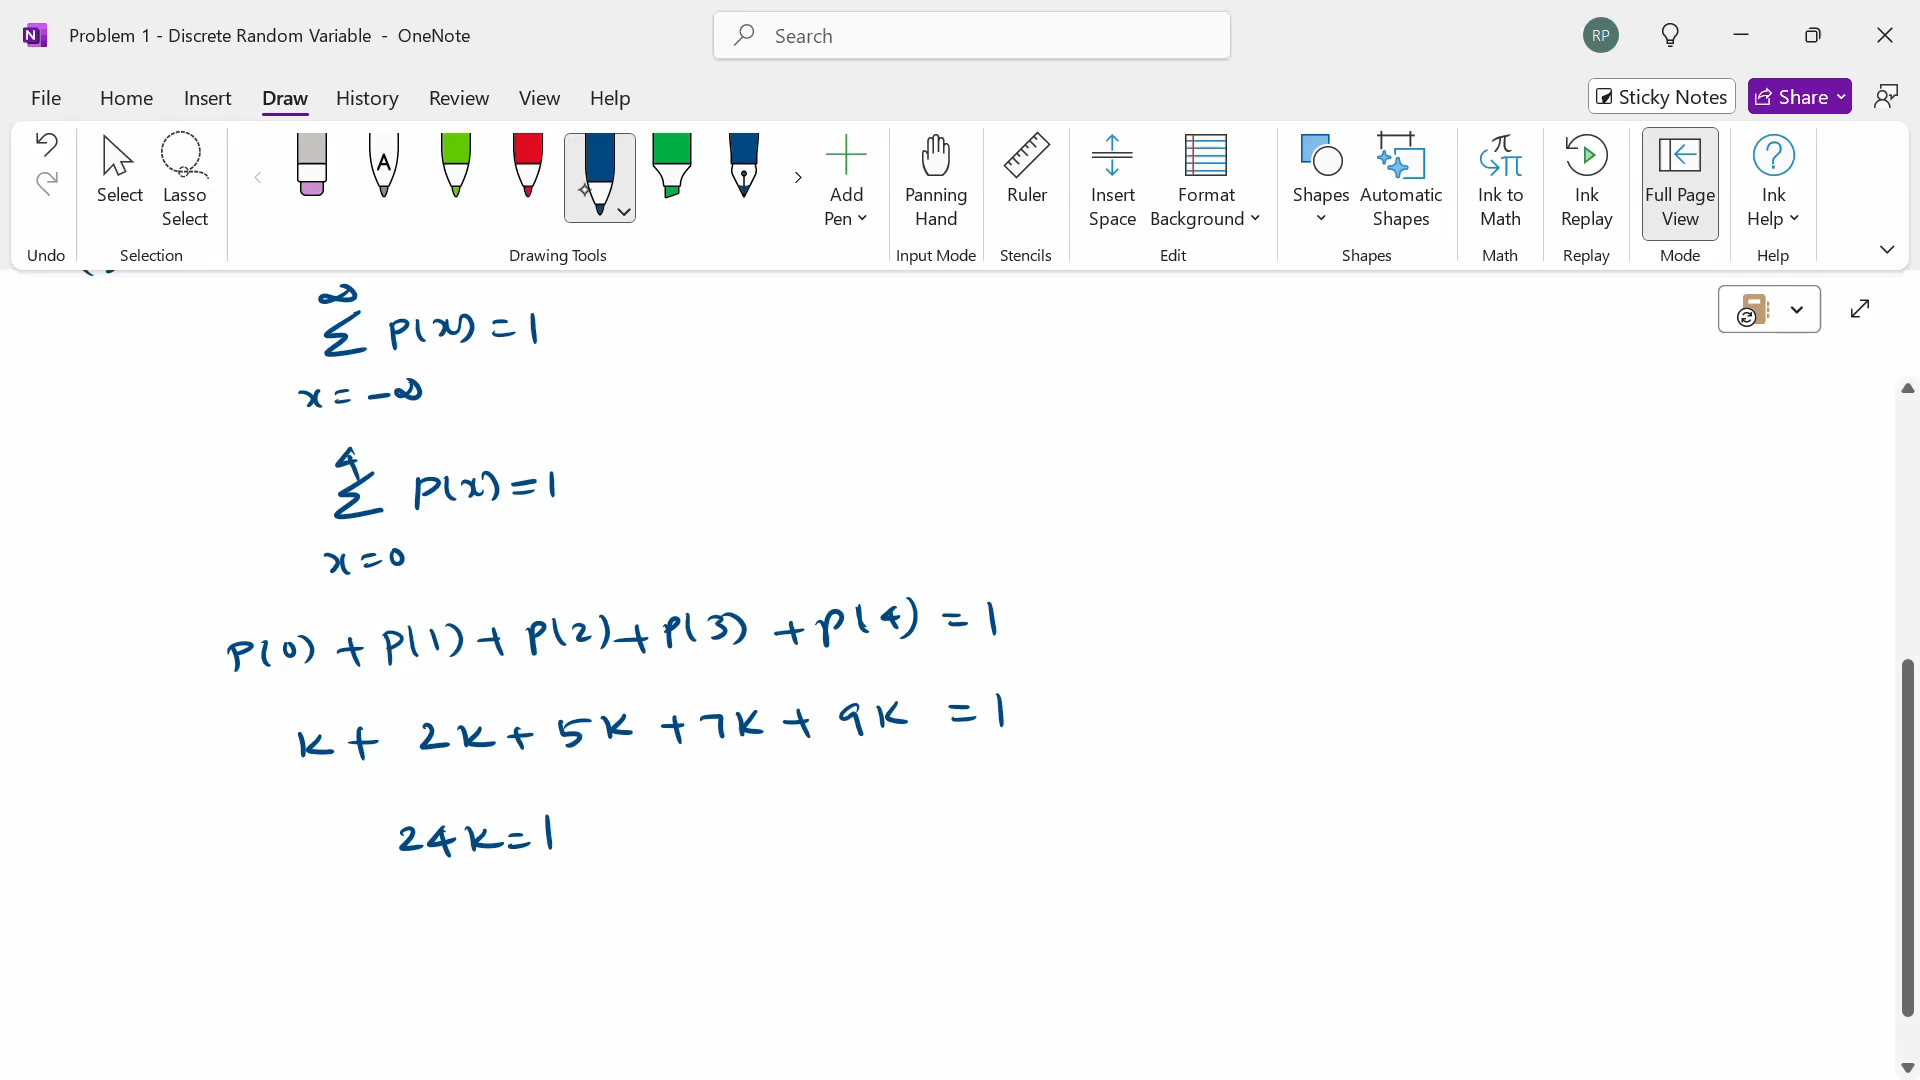 Problem 1 - Discrete Random Variable - OneNote
Search
RP
File Home Insert Draw History Review View Help
Sticky Notes
Share
A
Select
Lasso Select
Add Pen
Panning Hand
Ruler
Insert Space
Format Background
Shapes
Automatic Shapes
Ink to Math
Ink Replay
Full Page View
Ink Help
Undo Selection Drawing Tools Input Mode Stencils Edit Shapes Math Replay Mode Help
∞
∑ P(x) = 1
x = -∞
4
∑ P(x) = 1
x = 0
P(0) + P(1) + P(2) + P(3) + P(4) = 1
K + 2K + 5K + 7K + 9K = 1
24K = 1